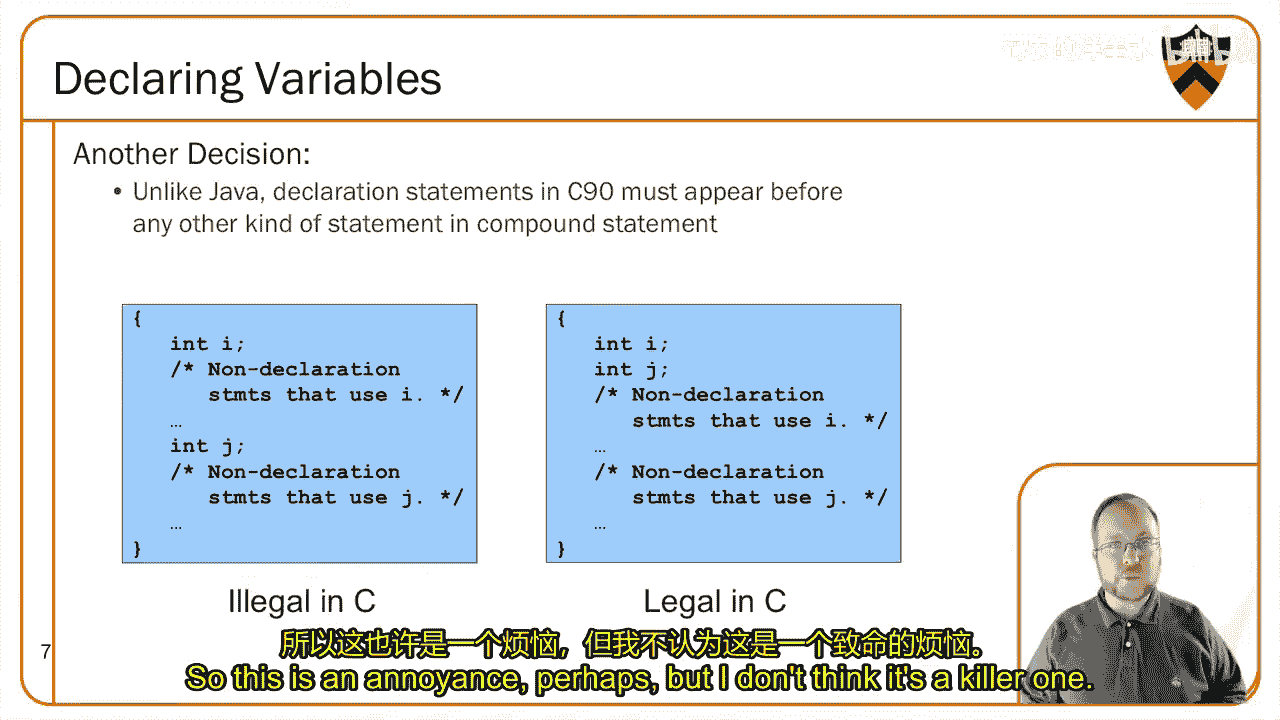 Declaring Variables
Another Decision:
• Unlike Java, declaration statements in C90 must appear before
any other kind of statement in compound statement
{
int i;
/* Non-declaration
stmts that use i. */
…
int j;
/* Non-declaration
stmts that use j. */
…
}
Illegal in C
{
int i;
int j;
/* Non-declaration
stmts that use i. */
…
/* Non-declaration
stmts that use j. */
…
}
Legal in C
7
所以这也许是一个烦恼，但我不认为这是一个致命的烦恼。
So this is an annoyance, perhaps, but I don't think it's a killer one.